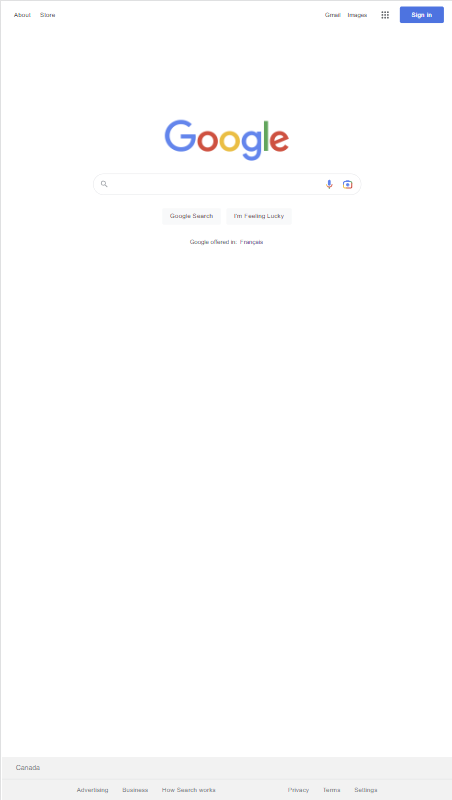 About Store Gmail Images Sign in
Google
Google Search I'm Feeling Lucky
Google offered in: Français
Canada
Advertising Business How Search works Privacy Terms Settings